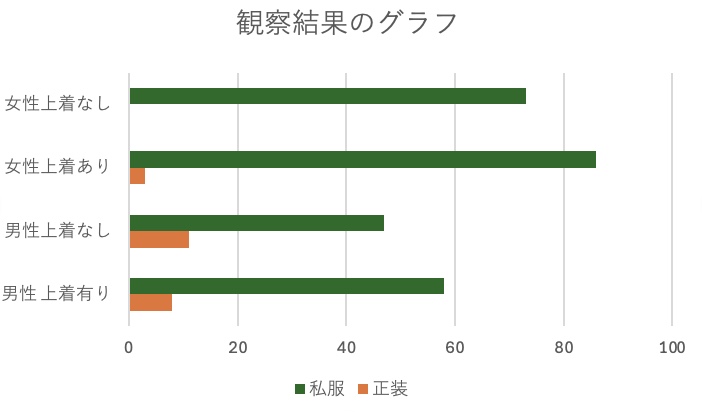 観察結果のグラフ
女性上着なし
女性上着あり
男性上着なし
男性 上着有り
0 20 40 60 80 100
私服 正装